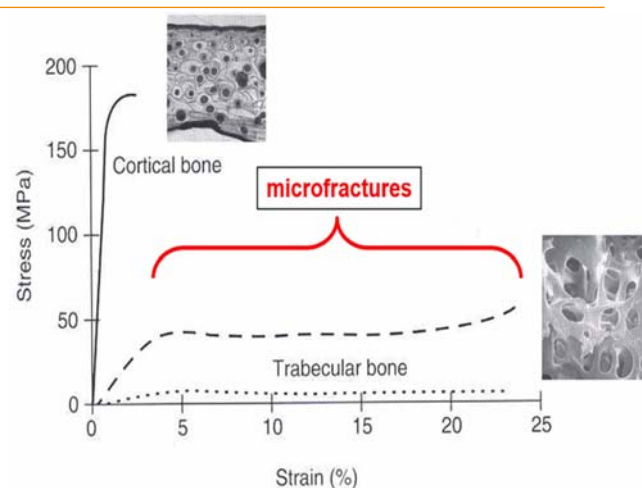 200
150
100
50
0
Stress (MPa)
Cortical bone
microfractures
Trabecular bone
0 5 10 15 20 25
Strain (%)